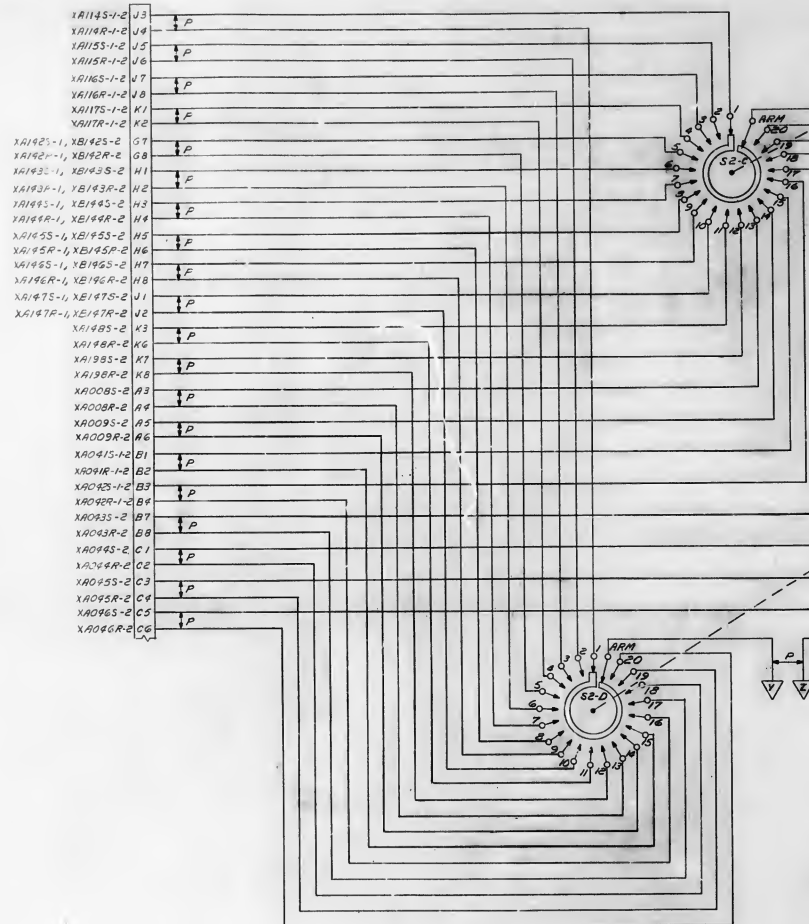 XA114S-1-2 J3
P
XA114R-1-2 J4
XA115S-1-2 J5
P
XA115R-1-2 J6
XA116S-1-2 J7
P
XA116R-1-2 J8
XA117S-1-2 K1
P
XA117R-1-2 K2
XA142S-1, XB142S-2 G7
P
XA142R-1, XB142R-2 G8
XA143S-1, XB143S-2 H1
P
XA143R-1, XB143R-2 H2
XA144S-1, XB144S-2 H3
P
XA144R-1, XB144R-2 H4
XA145S-1, XB145S-2 H5
P
XA145R-1, XB145R-2 H6
XA146S-1, XB146S-2 H7
P
XA146R-1, XB146R-2 H8
XA147S-1, XB147S-2 J1
P
XA147R-1, XB147R-2 J2
XA148S-2 K3
P
XA148R-2 K6
XA198S-2 K7
P
XA198R-2 K8
XA008S-2 A3
P
XA008R-2 A4
XA009S-2 A5
P
XA009R-2 A6
XA041S-1-2 B1
P
XA041R-1-2 B2
XA042S-1-2 B3
P
XA042R-1-2 B4
XA043S-2 B7
P
XA043R-2 B8
XA044S-2 C1
P
XA044R-2 C2
XA045S-2 C3
P
XA045R-2 C4
XA046S-2 C5
P
XA046R-2 C6
S2-C
ARM
1
2
3
4
5
6
7
8
9
10
11
12
13
14
15
16
17
18
19
20
S2-D
ARM
1
2
3
4
5
6
7
8
9
10
11
12
13
14
15
16
17
18
19
20
P
Y
Z